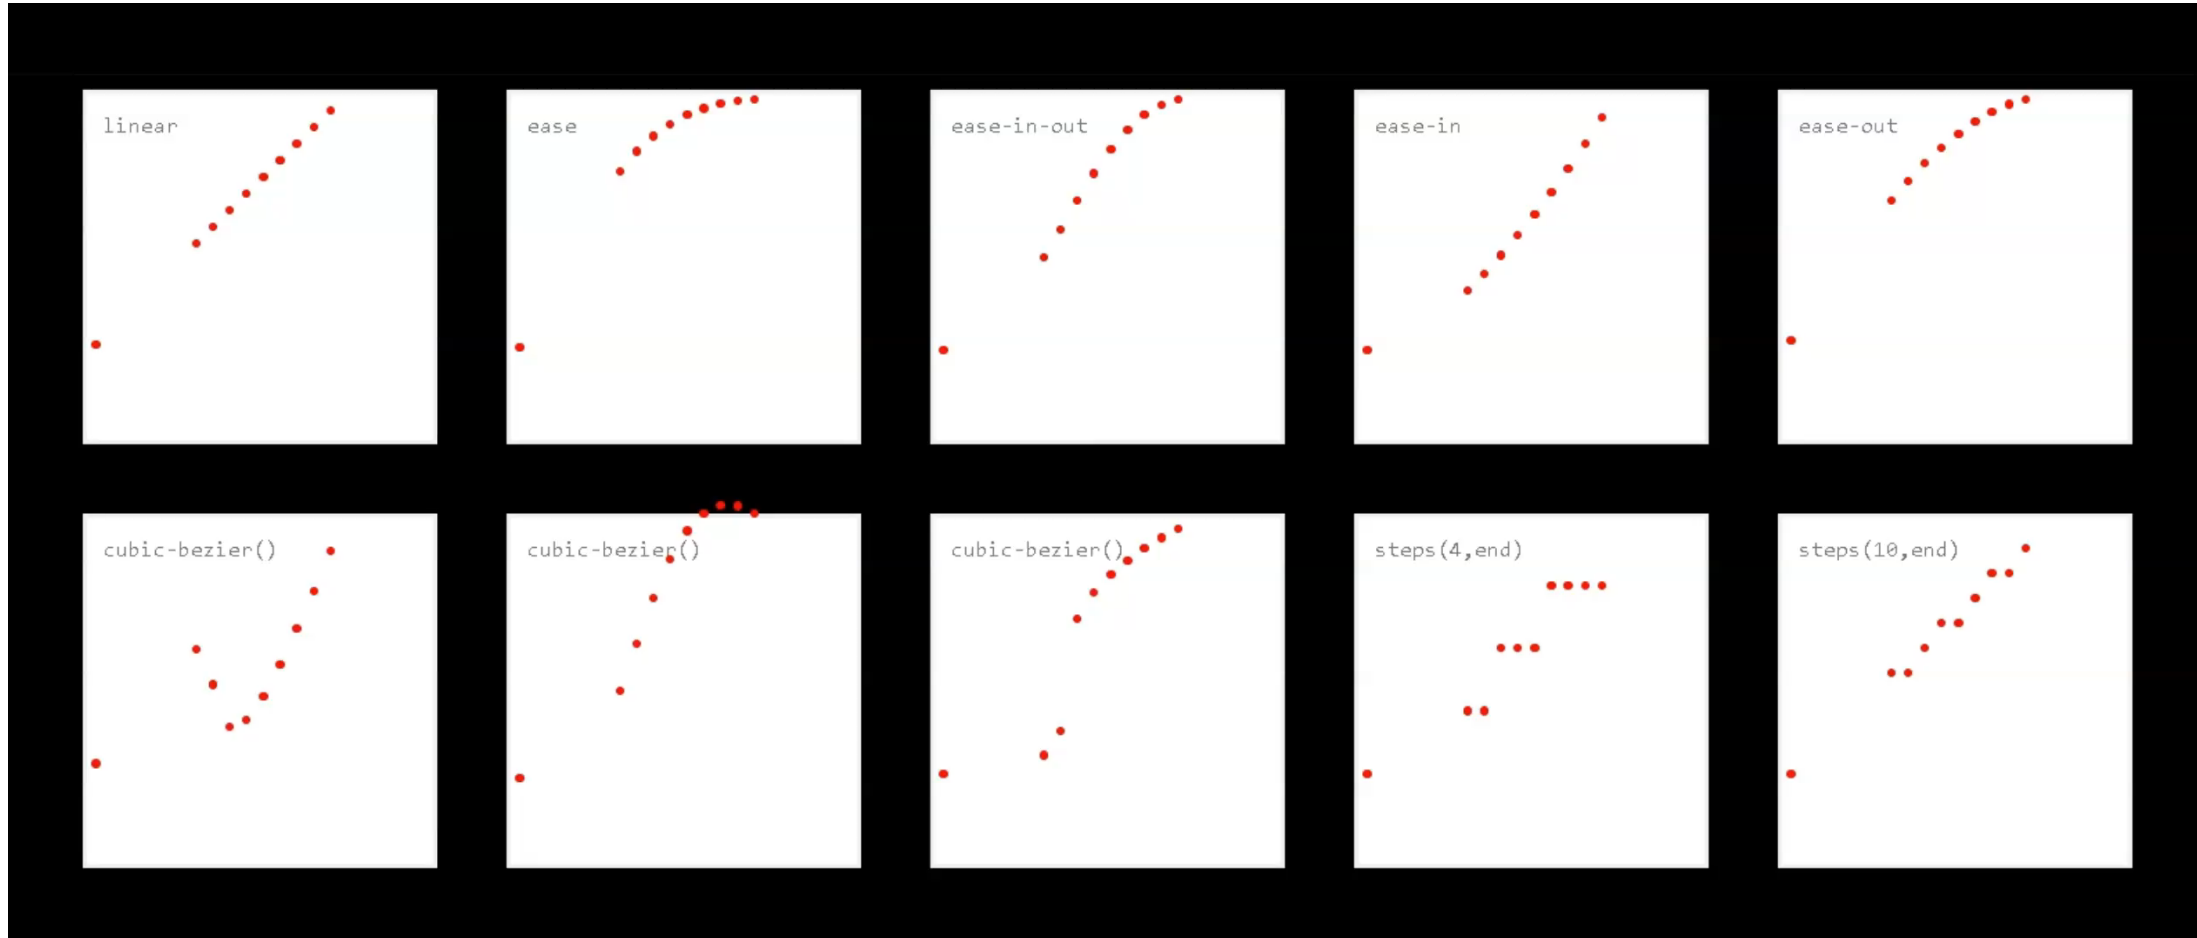 linear
ease
ease-in-out
ease-in
ease-out
cubic-bezier()
cubic-bezier()
cubic-bezier()
steps(4,end)
steps(10,end)